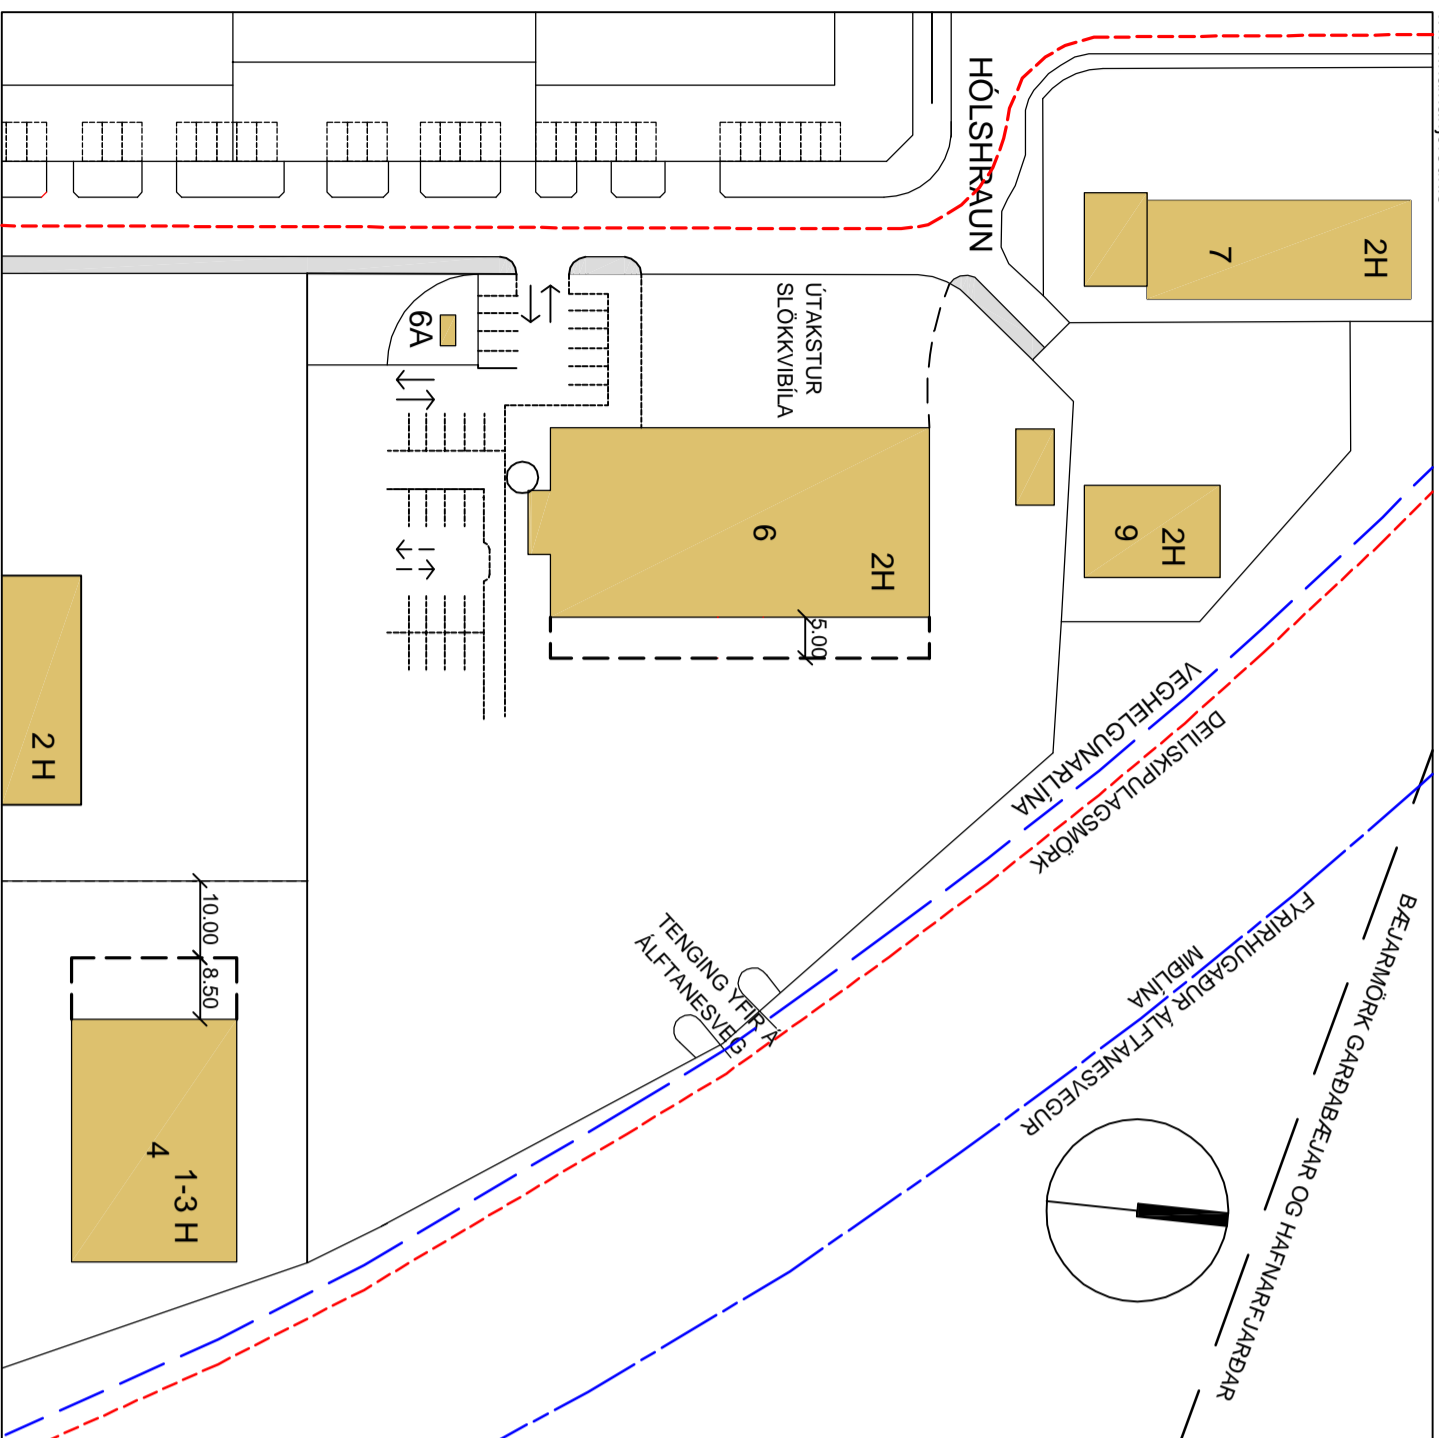 HÓLSHRAUN
7
2H
6A
ÚTAKSTUR
SLÖKKVIBÍLA
6
2H
5.00
9
2H
2 H
10.00
8.50
4
1-3 H
VEGHELGUNARLÍNA
DEILISKIPULAGSMÖRK
TENGING YFIR Á
ÁLFTANESVEG
FYRIRHUGAÐUR ÁLFTANESVEGUR
MIÐLÍNA
BÆJARMÖRK GARÐABÆJAR OG HAFNARFJARÐAR